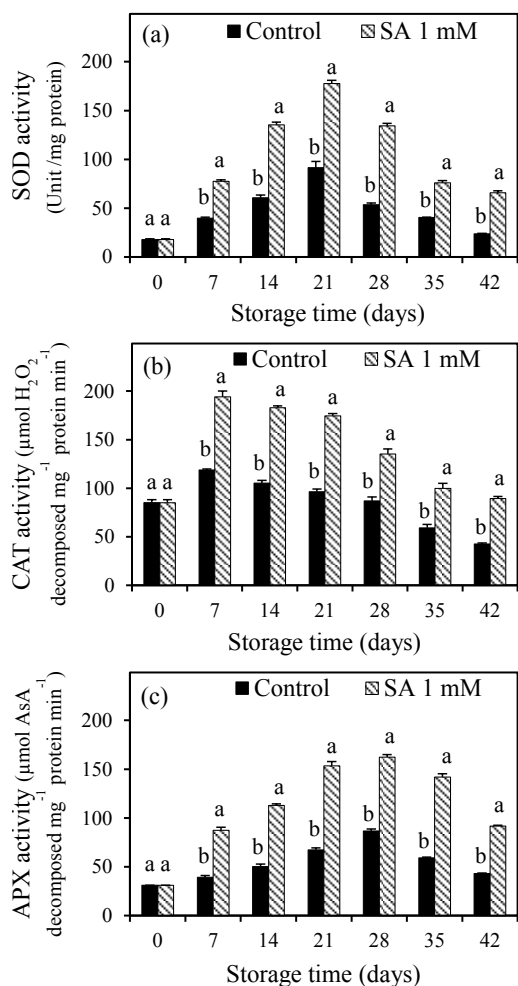 (a)
Control SA 1 mM
SOD activity
(Unit /mg protein)
200
150
100
50
0
a a
b a
b a
b a
b a
b a
b a
0 7 14 21 28 35 42
Storage time (days)
(b)
Control SA 1 mM
CAT activity (µmol H₂O₂
decomposed mg⁻¹ protein min⁻¹)
200
150
100
50
0
a a
b a
b a
b a
b a
b a
b a
0 7 14 21 28 35 42
Storage time (days)
(c)
Control SA 1 mM
APX activity (µmol AsA
decomposed mg⁻¹ protein min⁻¹)
200
150
100
50
0
a a
b a
b a
b a
b a
b a
b a
0 7 14 21 28 35 42
Storage time (days)